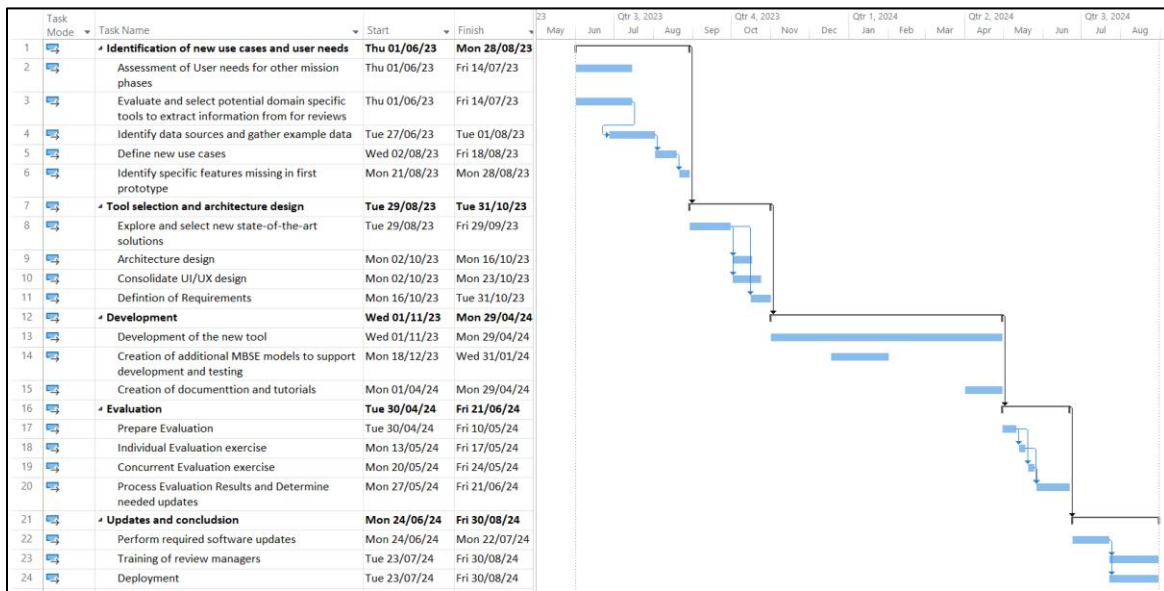 Task Mode Task Name Start Finish
23 Qtr 3, 2023 Qtr 4, 2023 Qtr 1, 2024 Qtr 2, 2024 Qtr 3, 2024
May Jun Jul Aug Sep Oct Nov Dec Jan Feb Mar Apr May Jun Jul Aug
1 Identification of new use cases and user needs Thu 01/06/23 Mon 28/08/23
2 Assessment of User needs for other mission Thu 01/06/23 Fri 14/07/23
phases
3 Evaluate and select potential domain specific Thu 01/06/23 Fri 14/07/23
tools to extract information from for reviews
4 Identify data sources and gather example data Tue 27/06/23 Tue 01/08/23
5 Define new use cases Wed 02/08/23 Fri 18/08/23
6 Identify specific features missing in first Mon 21/08/23 Mon 28/08/23
prototype
7 Tool selection and architecture design Tue 29/08/23 Tue 31/10/23
8 Explore and select new state-of-the-art Tue 29/08/23 Fri 29/09/23
solutions
9 Architecture design Mon 02/10/23 Mon 16/10/23
10 Consolidate UI/UX design Mon 02/10/23 Mon 23/10/23
11 Defintion of Requirements Mon 16/10/23 Tue 31/10/23
12 Development Wed 01/11/23 Mon 29/04/24
13 Development of the new tool Wed 01/11/23 Mon 29/04/24
14 Creation of additional MBSE models to support Mon 18/12/23 Wed 31/01/24
development and testing
15 Creation of documenttion and tutorials Mon 01/04/24 Mon 29/04/24
16 Evaluation Tue 30/04/24 Fri 21/06/24
17 Prepare Evaluation Tue 30/04/24 Fri 10/05/24
18 Individual Evaluation exercise Mon 13/05/24 Fri 17/05/24
19 Concurrent Evaluation exercise Mon 20/05/24 Fri 24/05/24
20 Process Evaluation Results and Determine Mon 27/05/24 Fri 21/06/24
needed updates
21 Updates and concludsion Mon 24/06/24 Fri 30/08/24
22 Perform required software updates Mon 24/06/24 Mon 22/07/24
23 Training of review managers Tue 23/07/24 Fri 30/08/24
24 Deployment Tue 23/07/24 Fri 30/08/24